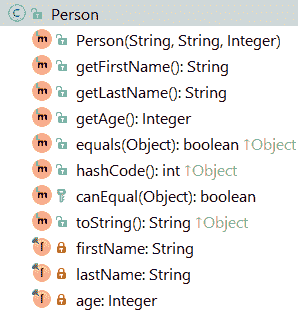 Person
Person(String, String, Integer)
getFirstName(): String
getLastName(): String
getAge(): Integer
equals(Object): boolean ↑Object
hashCode(): int ↑Object
canEqual(Object): boolean
toString(): String ↑Object
firstName: String
lastName: String
age: Integer